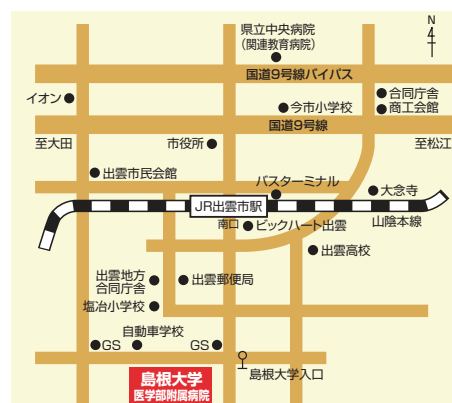 N
4
県立中央病院
（関連教育病院）
国道9号線バイパス
イオン
合同庁舎
商工会館
今市小学校
国道9号線
至大田
市役所
至松江
出雲市民会館
バスターミナル
大念寺
JR出雲市駅
南口
ビックハート出雲
山陰本線
出雲高校
出雲地方
合同庁舎
出雲郵便局
塩冶小学校
自動車学校
GS
GS
島根大学入口
島根大学
医学部附属病院